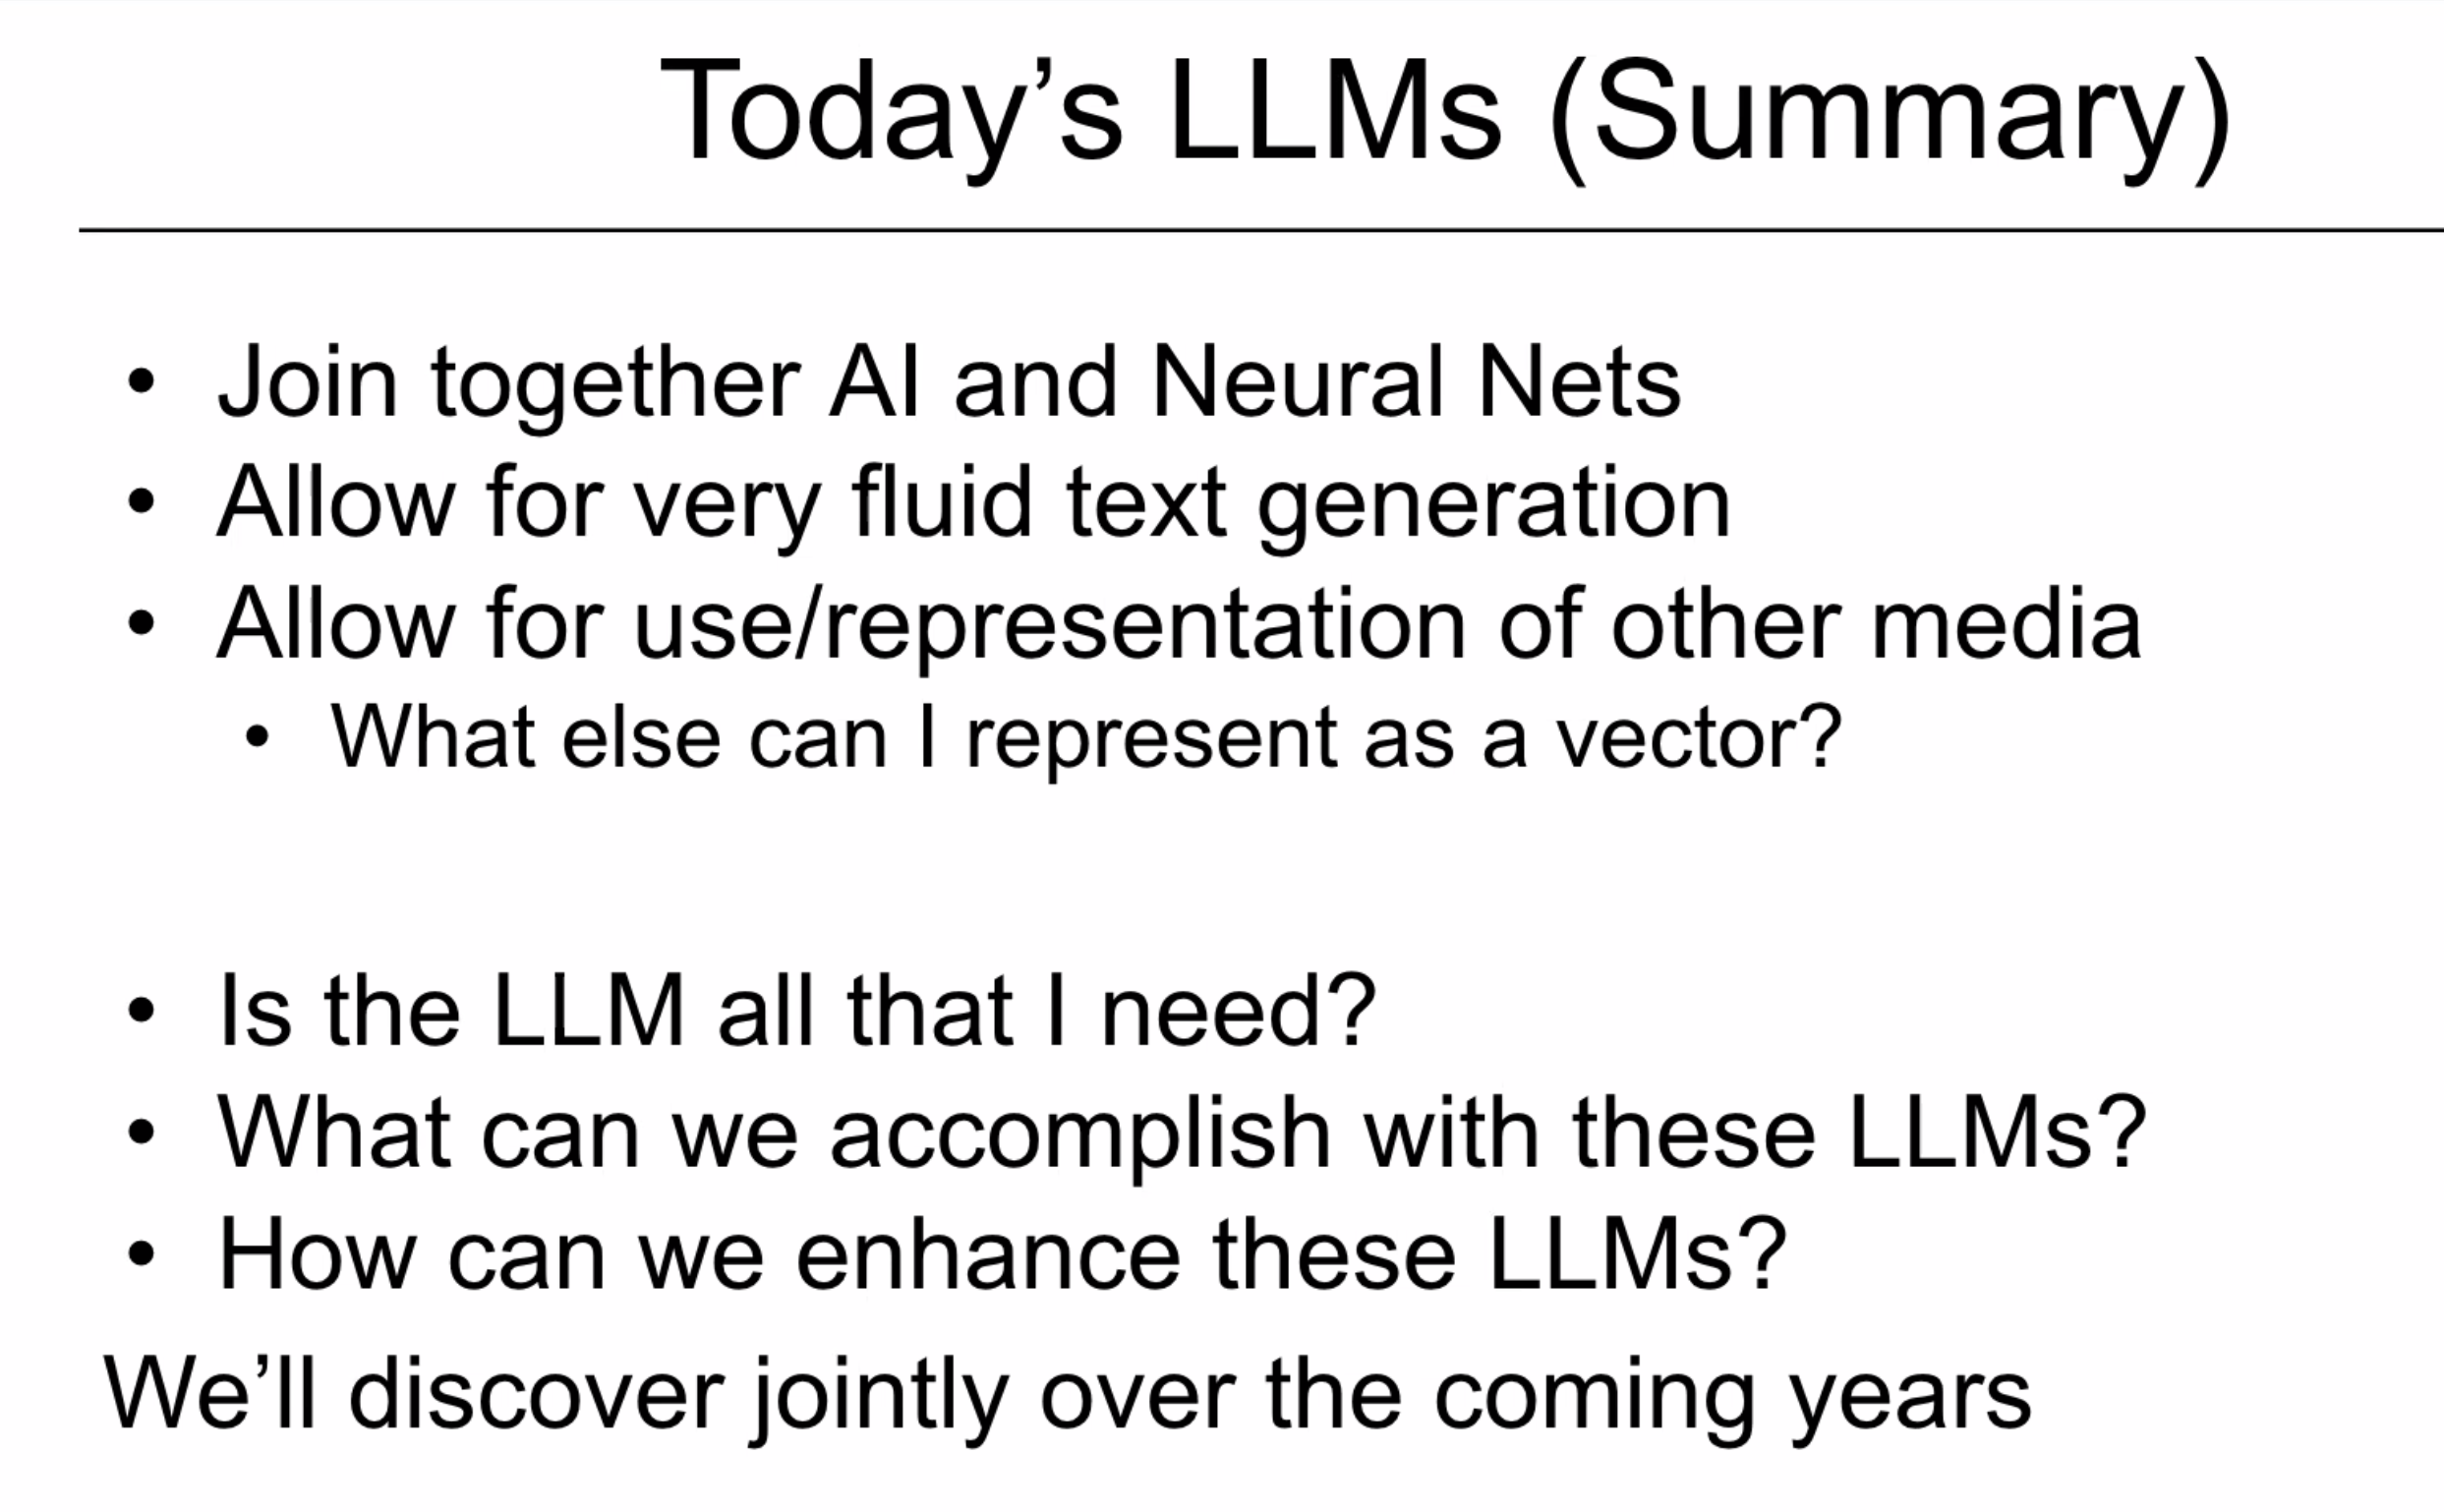 Today’s LLMs (Summary)
• Join together AI and Neural Nets
• Allow for very fluid text generation
• Allow for use/representation of other media
• What else can I represent as a vector?
• Is the LLM all that I need?
• What can we accomplish with these LLMs?
• How can we enhance these LLMs?
We’ll discover jointly over the coming years